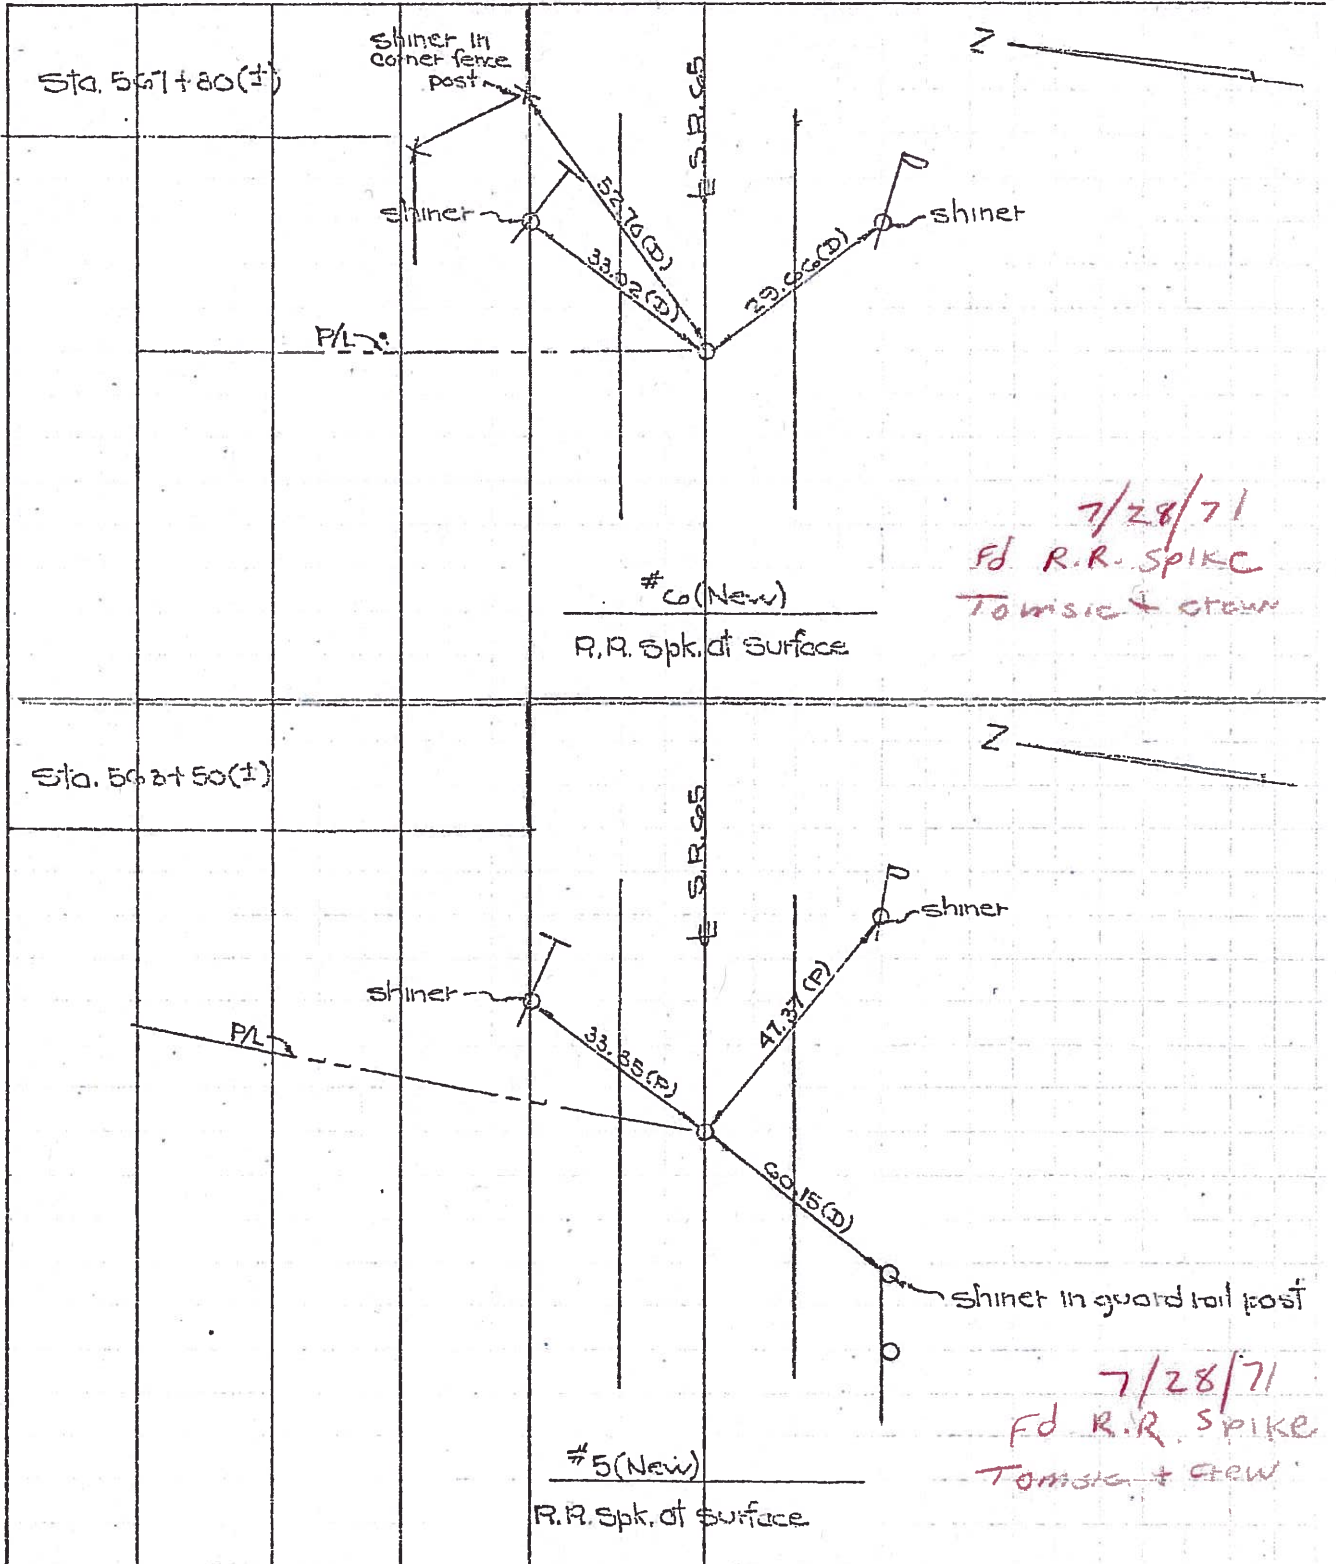 Sta. 567+80(±)
shiner in
corner fence
post
Z
℄ S.R. 65
52.76(D)
shiner
33.02(D)
29.66(D)
shiner
P/L
7/28/71
Fd R.R. Spike
Tomsic + crew
#6(New)
R.R. Spk. at Surface
Sta. 563+50(±)
Z
℄ S.R. 65
shiner
shiner
47.37(P)
33.35(P)
P/L
60.15(D)
shiner in guard rail post
7/28/71
Fd R.R. Spike
Tomsic + crew
#5(New)
R.R. Spk. at Surface